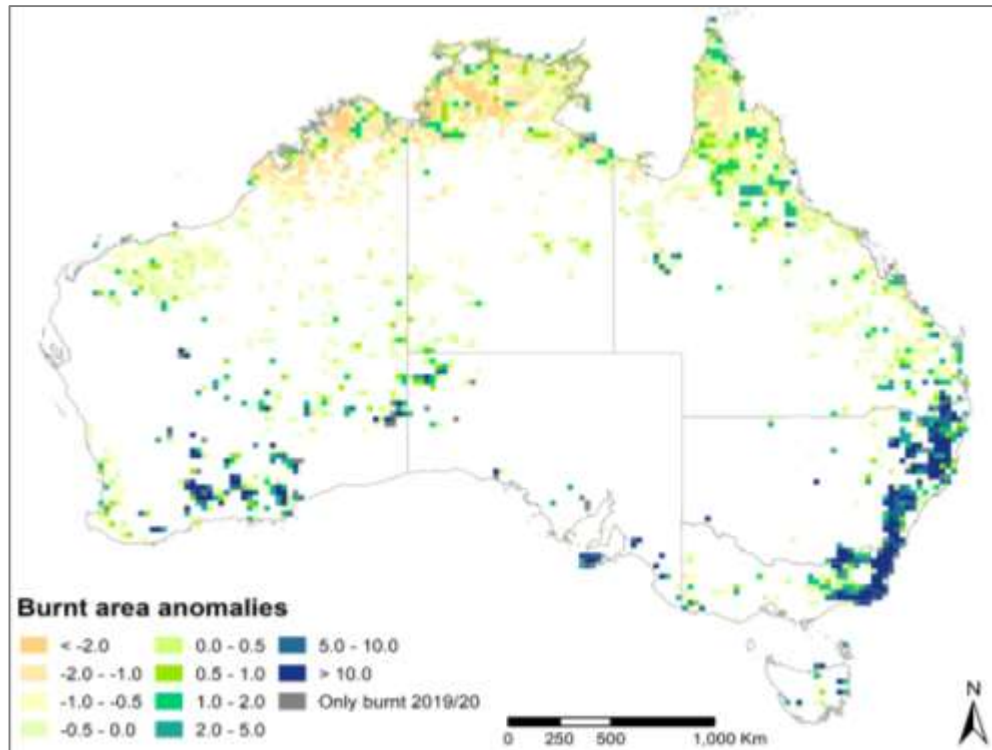 Burnt area anomalies
< -2.0
-2.0 - -1.0
-1.0 - -0.5
-0.5 - 0.0
0.0 - 0.5
0.5 - 1.0
1.0 - 2.0
2.0 - 5.0
5.0 - 10.0
> 10.0
Only burnt 2019/20
0 250 500 1,000 Km
N